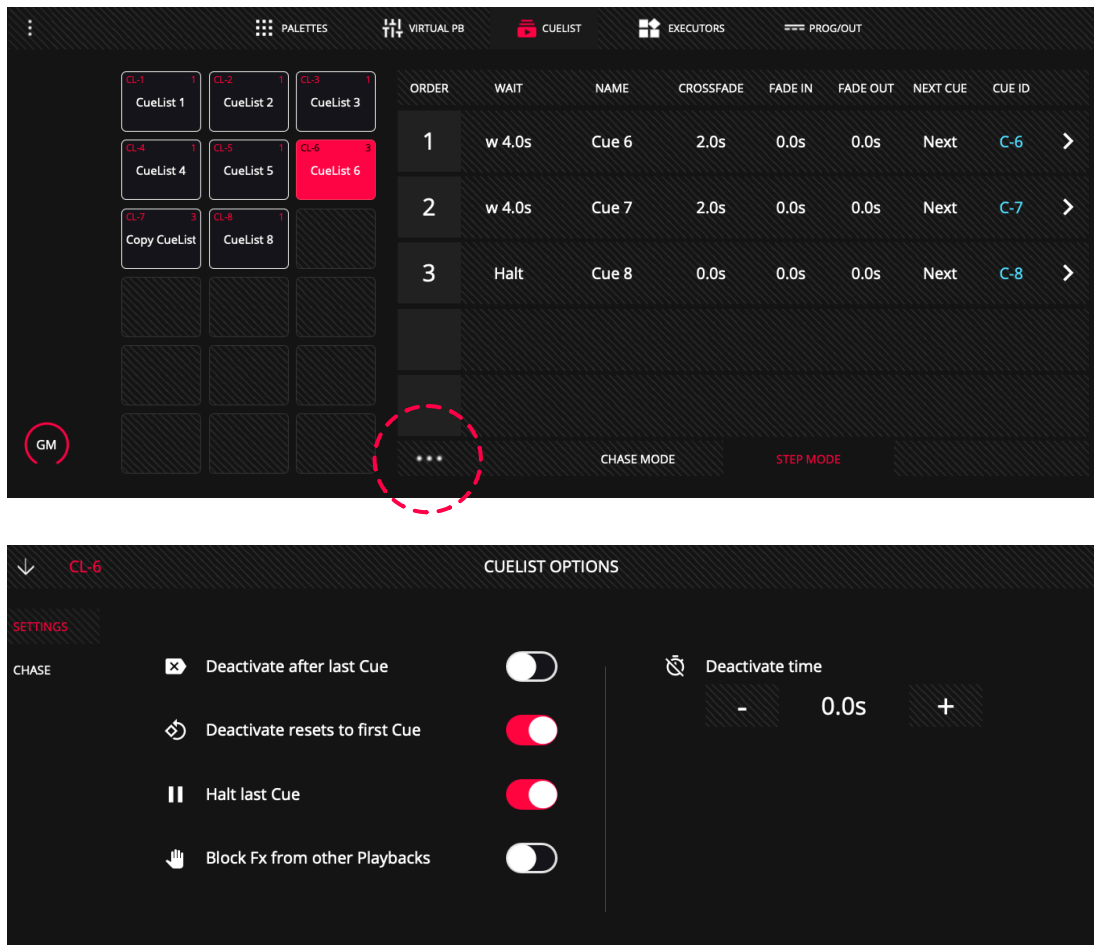 PALETTES VIRTUAL PB CUELIST EXECUTORS PROG/OUT
CL-1 1 CL-2 1 CL-3 1
CueList 1 CueList 2 CueList 3
CL-4 1 CL-5 1 CL-6 3
CueList 4 CueList 5 CueList 6
CL-7 3 CL-8 1
Copy CueList CueList 8
GM
ORDER WAIT NAME CROSSFADE FADE IN FADE OUT NEXT CUE CUE ID
1 w 4.0s Cue 6 2.0s 0.0s 0.0s Next C-6
2 w 4.0s Cue 7 2.0s 0.0s 0.0s Next C-7
3 Halt Cue 8 0.0s 0.0s 0.0s Next C-8
CHASE MODE STEP MODE
CL-6 CUELIST OPTIONS
SETTINGS
CHASE
Deactivate after last Cue
Deactivate resets to first Cue
Halt last Cue
Block Fx from other Playbacks
Deactivate time
- 0.0s +